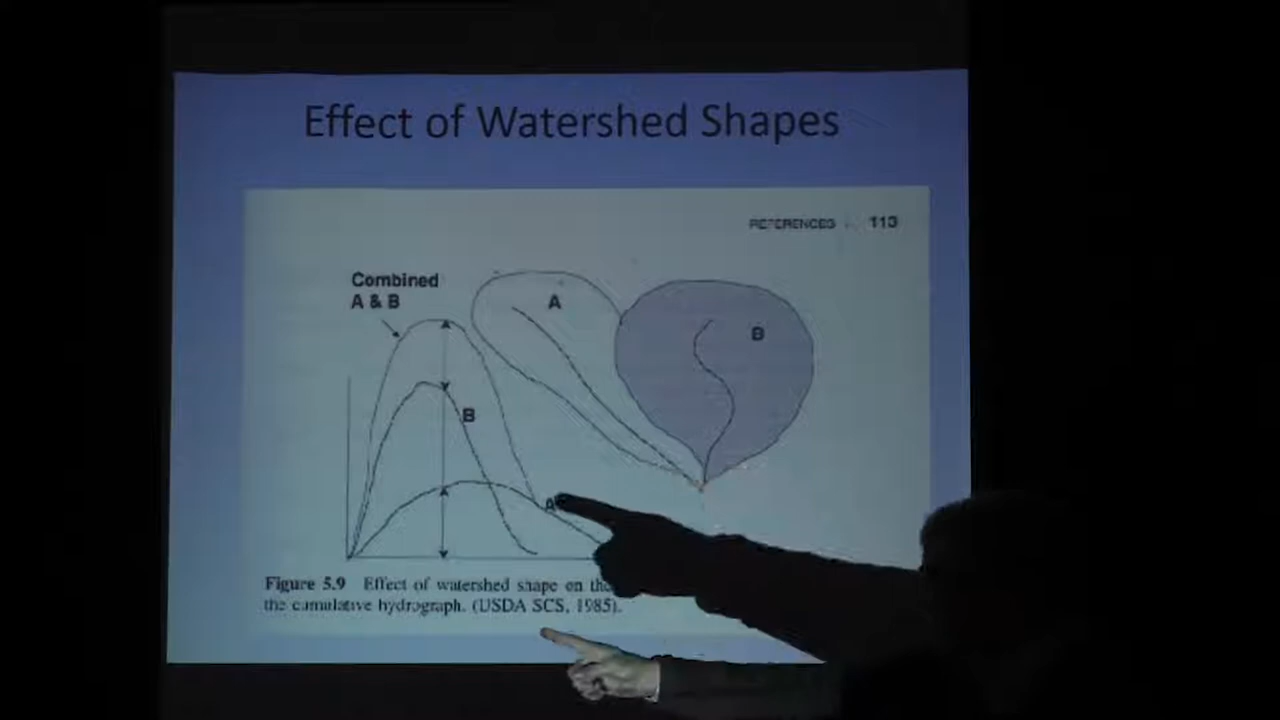 Effect of Watershed Shapes
REFERENCES 113
Combined
A & B
A
B
B
A
Figure 5.9 Effect of watershed shape on the
the cumulative hydrograph. (USDA SCS, 1985).